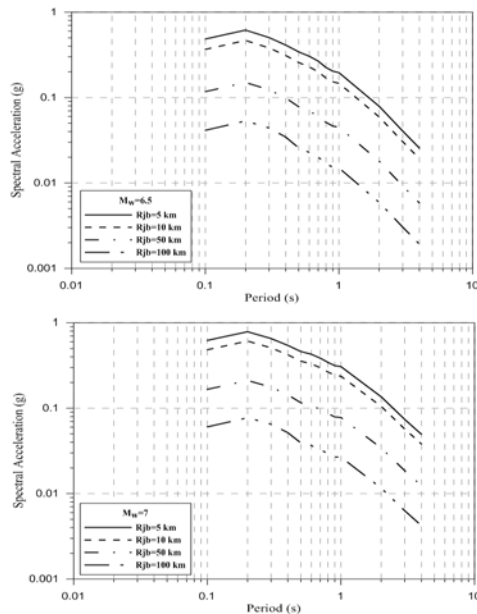 1
0.1
0.01
0.001
Spectral Acceleration (g)
Mw=6.5
Rjb=5 km
Rjb=10 km
Rjb=50 km
Rjb=100 km
0.01
0.1
1
10
Period (s)
1
0.1
0.01
0.001
Spectral Acceleration (g)
Mw=7
Rjb=5 km
Rjb=10 km
Rjb=50 km
Rjb=100 km
0.01
0.1
1
10
Period (s)